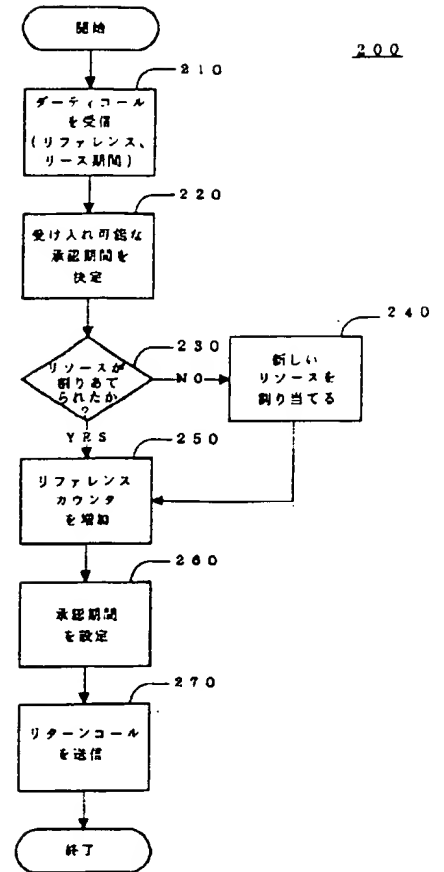 開始
200
210
ダーティコール
を受信
(リファレンス、
リース期間)
220
受け入れ可能な
承認期間を
決定
230
リソースが
割りあて
られたか
?
NO
240
新しい
リソースを
割り当てる
YRS
250
リファレンス
カウンタ
を増加
260
承認期間
を設定
270
リターンコール
を送信
終了